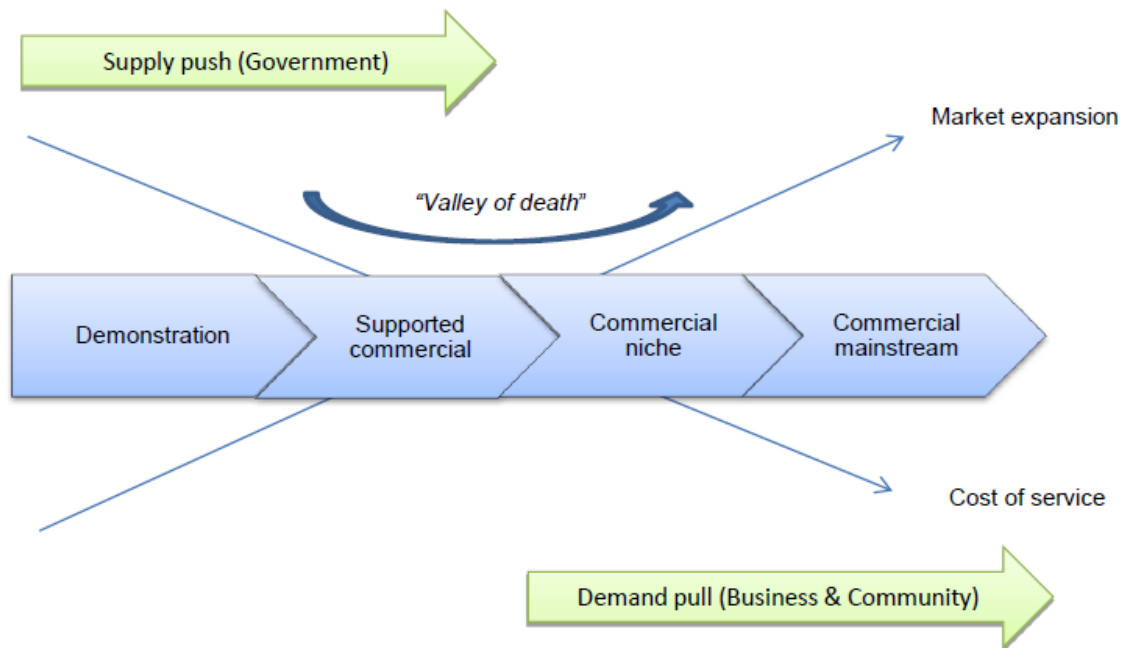 Supply push (Government)
Market expansion
“Valley of death”
Demonstration
Supported
commercial
Commercial
niche
Commercial
mainstream
Cost of service
Demand pull (Business & Community)